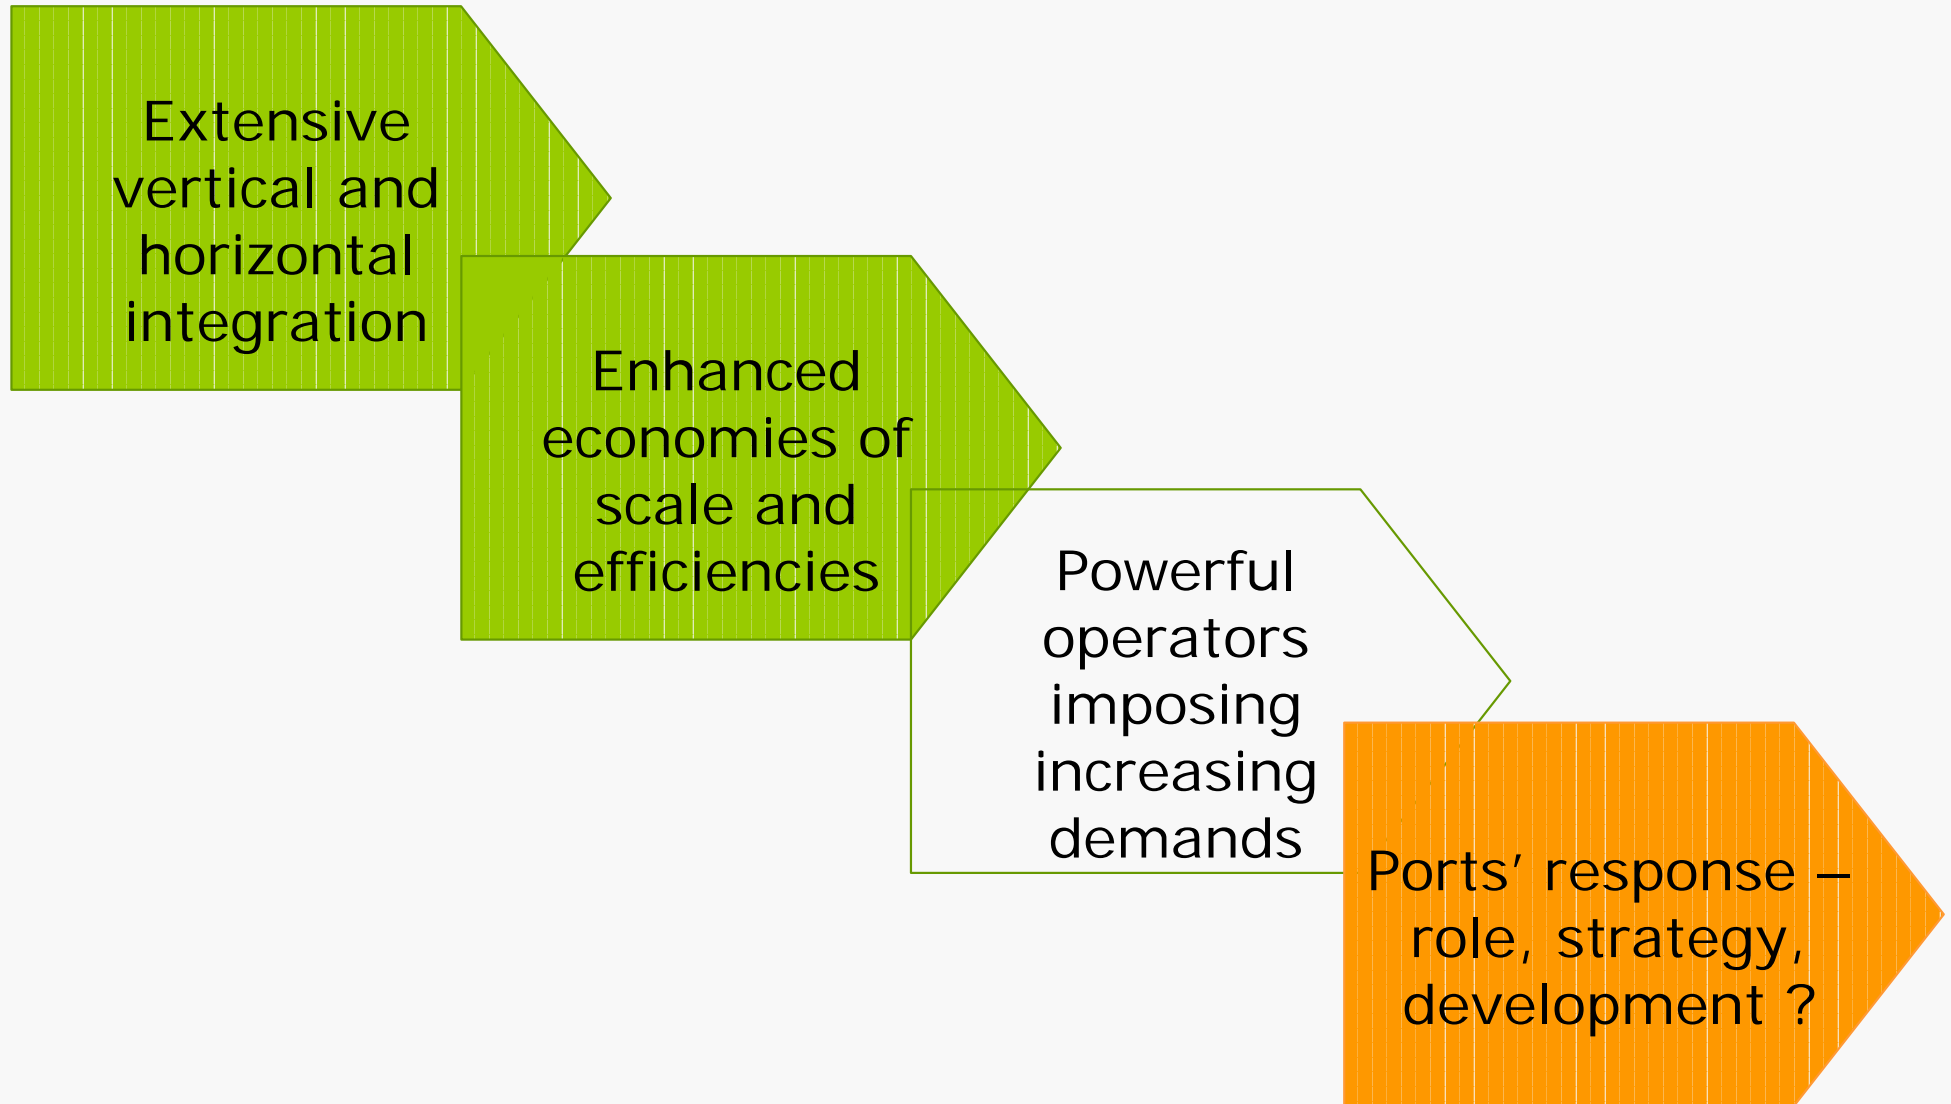 Extensive
vertical and
horizontal
integration
Enhanced
economies of
scale and
efficiencies
Powerful
operators
imposing
increasing
demands
Ports’ response –
role, strategy,
development ?